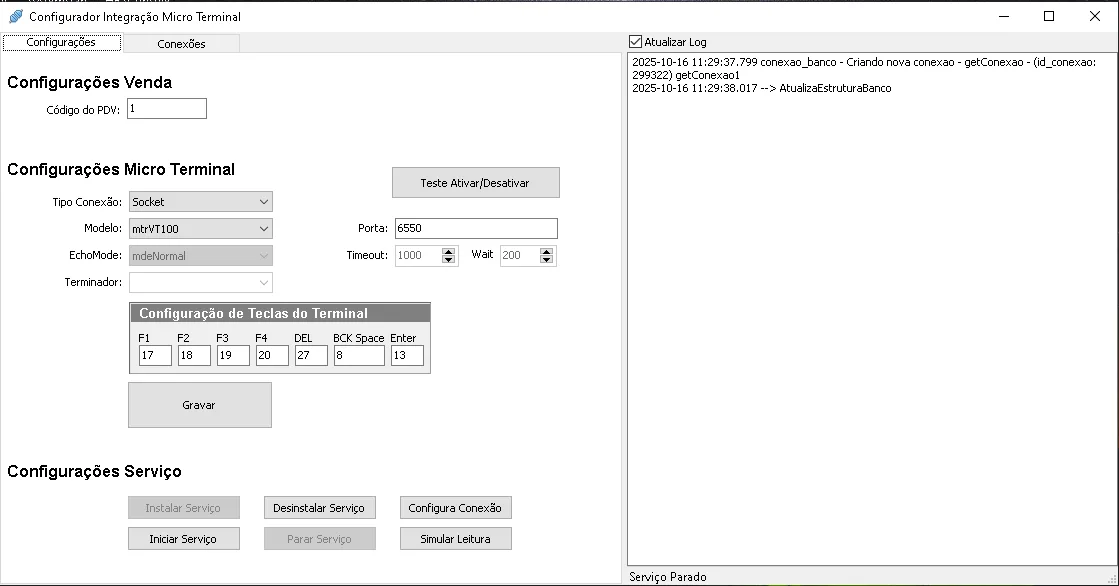 Configurador Integração Micro Terminal
Configurações
Conexões
Configurações Venda
Código do PDV: 1
Configurações Micro Terminal
Teste Ativar/Desativar
Tipo Conexão: Socket
Modelo: mtrVT100
Porta: 6550
EchoMode: mdeNormal
Timeout: 1000 Wait 200
Terminador:
Configuração de Teclas do Terminal
F1 F2 F3 F4 DEL BCK Space Enter
17 18 19 20 27 8 13
Gravar
Configurações Serviço
Instalar Serviço Desinstalar Serviço Configura Conexão
Iniciar Serviço Parar Serviço Simular Leitura
Atualizar Log
2025-10-16 11:29:37.799 conexao_banco - Criando nova conexao - getConexao - (id_conexao:
299322) getConexao1
2025-10-16 11:29:38.017 --> AtualizaEstruturaBanco
Serviço Parado